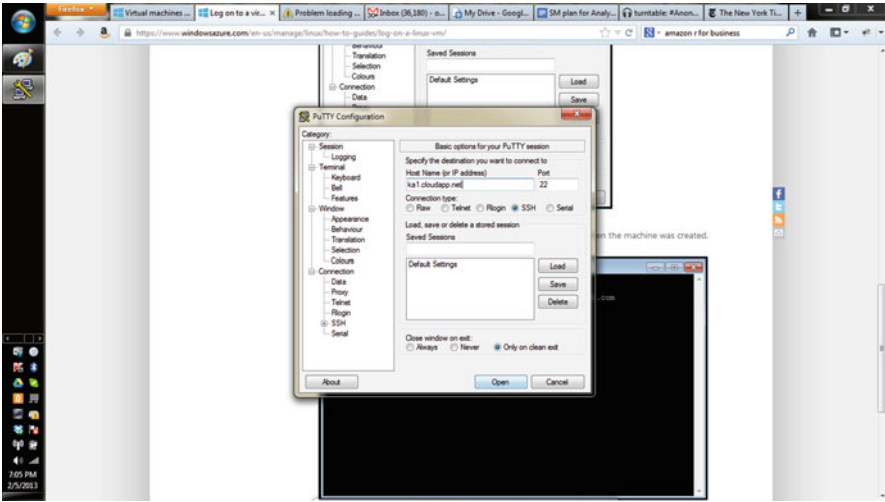 Firefox
Virtual machines ...
Log on to a vir... ×
Problem loading ...
Inbox (36,180) - o...
My Drive - Googl...
SM plan for Analy...
turntable: #Anon...
The New York Ti...
https://www.windowsazure.com/en-us/manage/linux/how-to-guides/log-on-a-linux-vm/
amazon r for business
Behaviour
Translation
Selection
Colours
Connection
Data
Saved Sessions
Default Settings
Load
Save
PuTTY Configuration
Category:
Session
Logging
Terminal
Keyboard
Bell
Features
Window
Appearance
Behaviour
Translation
Selection
Colours
Connection
Data
Proxy
Telnet
Rlogin
SSH
Serial
Basic options for your PuTTY session
Specify the destination you want to connect to
Host Name (or IP address) Port
ka1.cloudapp.net 22
Connection type:
Raw Telnet Rlogin SSH Serial
Load, save or delete a stored session
Saved Sessions
Default Settings
Load
Save
Delete
Close window on exit:
Always Never Only on clean exit
About Open Cancel
en the machine was created.
.com
7:05 PM
2/5/2013